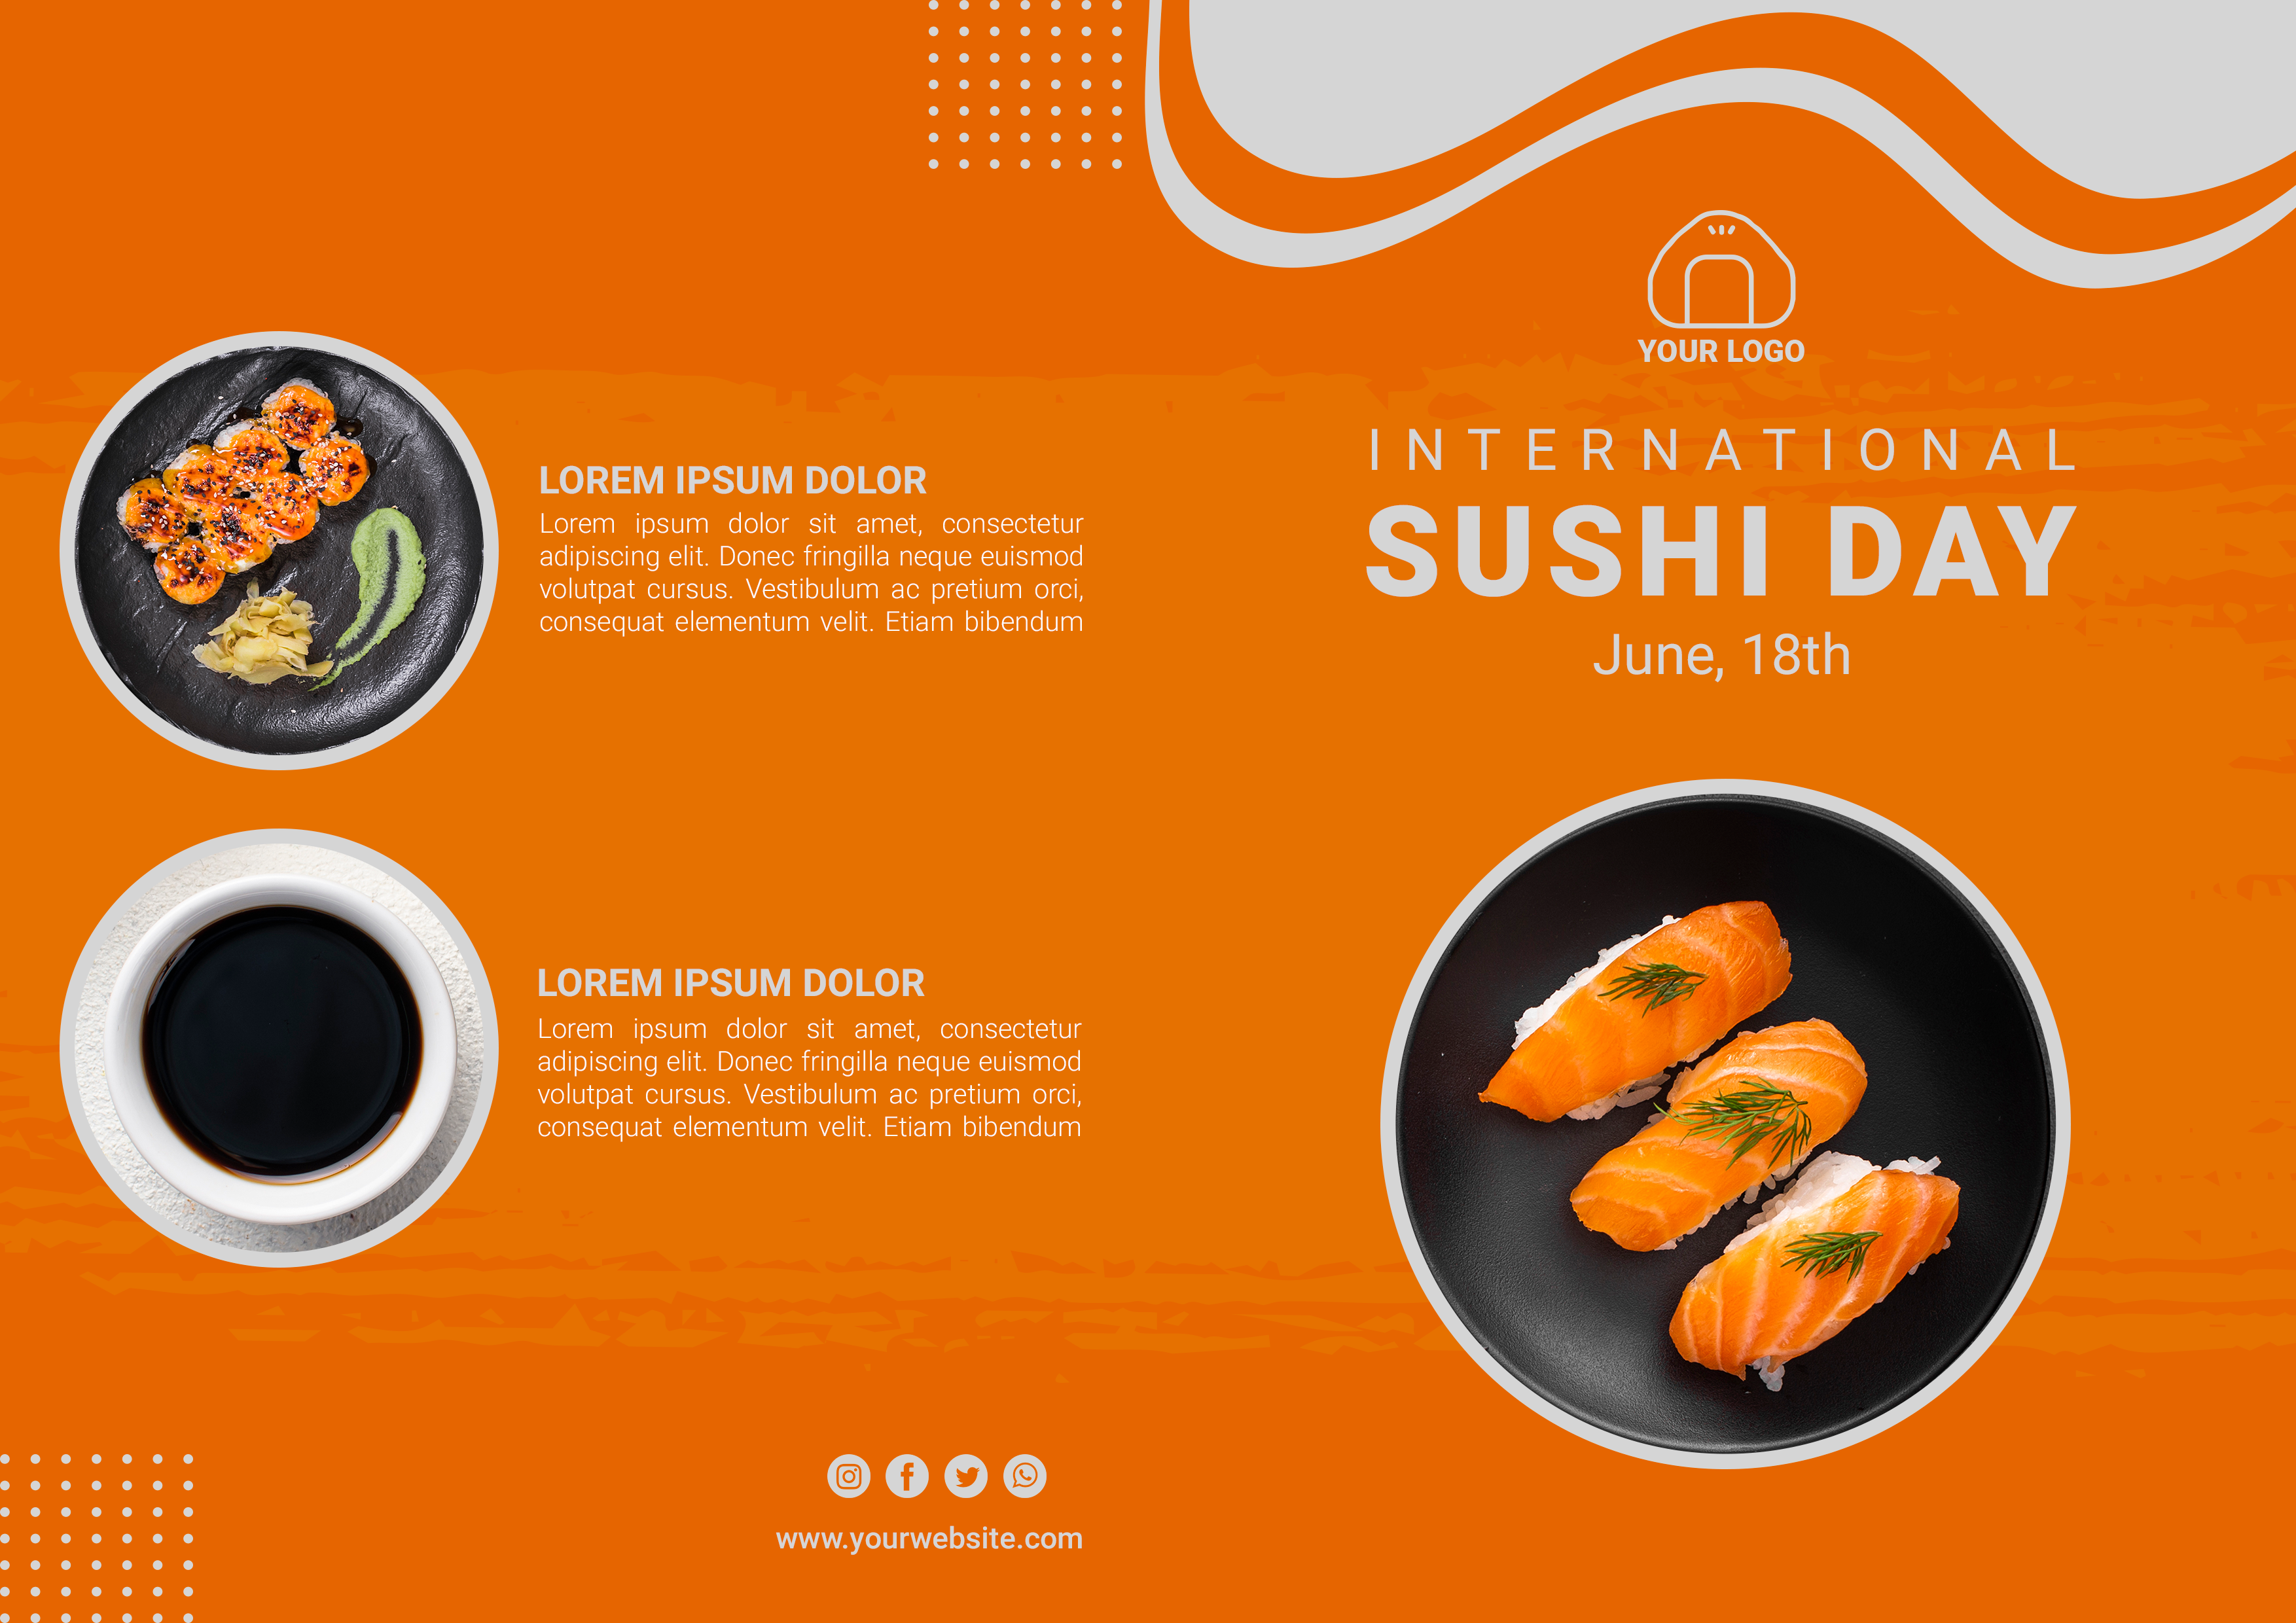 LOREM IPSUM DOLOR
Lorem ipsum dolor sit amet, consectetur
adipiscing elit. Donec fringilla neque euismod
volutpat cursus. Vestibulum ac pretium orci,
consequat elementum velit. Etiam bibendum
LOREM IPSUM DOLOR
Lorem ipsum dolor sit amet, consectetur
adipiscing elit. Donec fringilla neque euismod
volutpat cursus. Vestibulum ac pretium orci,
consequat elementum velit. Etiam bibendum
www.yourwebsite.com
YOUR LOGO
INTERNATIONAL
SUSHI DAY
June, 18th